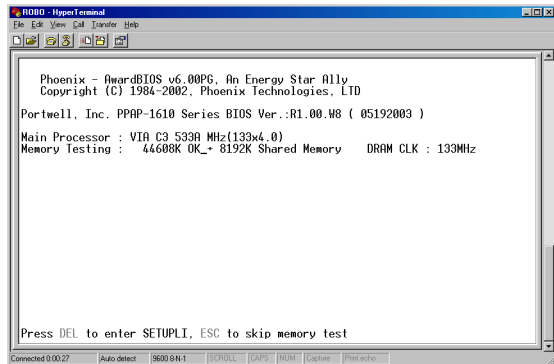 ROBO - HyperTerminal
File Edit View Call Transfer Help
Phoenix - AwardBIOS v6.00PG, An Energy Star Ally
Copyright (C) 1984-2002, Phoenix Technologies, LTD
Portwell, Inc. PPAP-1610 Series BIOS Ver.:R1.00.W8 ( 05192003 )
Main Processor : VIA C3 533A MHz(133x4.0)
Memory Testing : 44608K OK_+ 8192K Shared Memory DRAM CLK : 133MHz
Press DEL to enter SETUPLI, ESC to skip memory test
Connected 0:00:27 Auto detect 9600 8-N-1 SCROLL CAPS NUM Capture Print echo